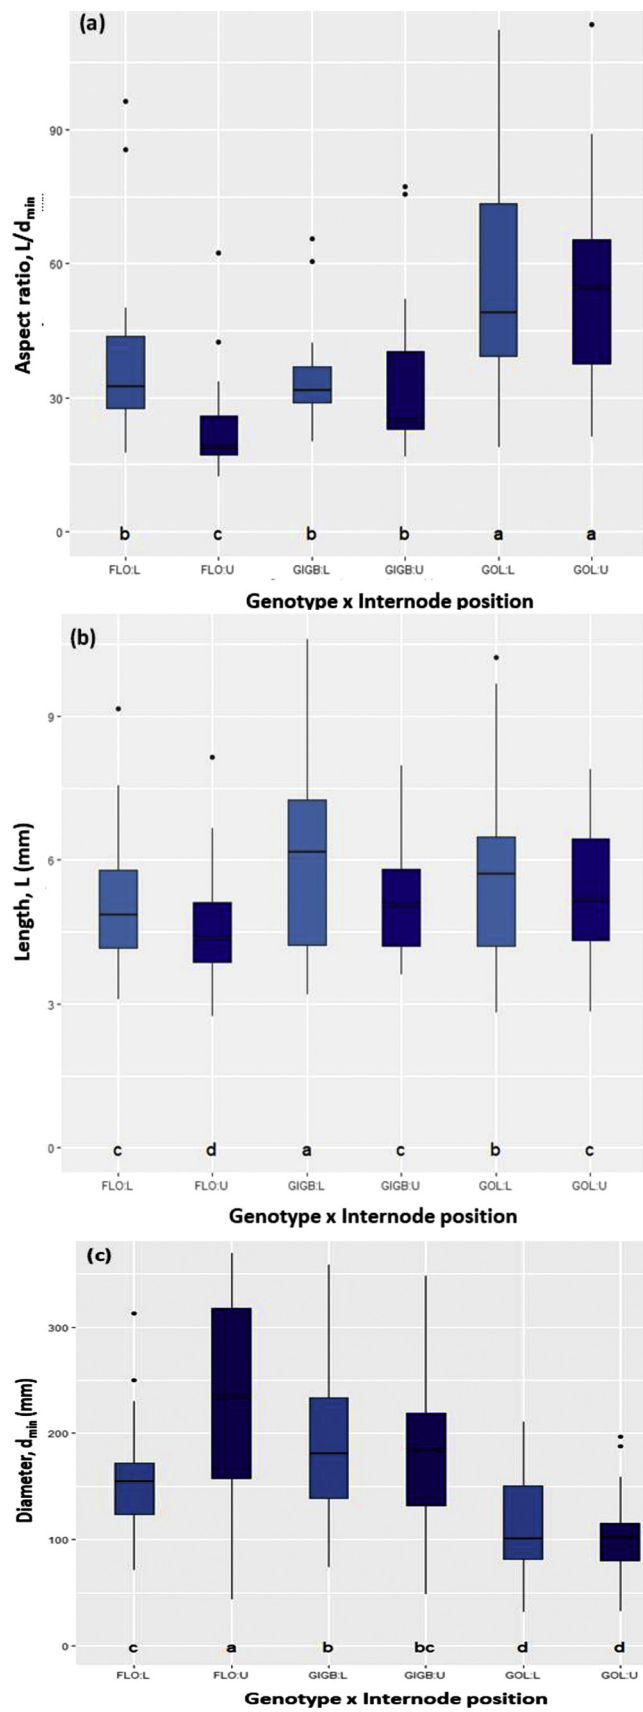 (a)
Aspect ratio, L/dmin
90
60
30
0
b c b b a a
FLO:L FLO:U GIGB:L GIGB:U GOL:L GOL:U
Genotype x Internode position
(b)
Length, L (mm)
9
6
3
0
c d a c b c
FLO:L FLO:U GIGB:L GIGB:U GOL:L GOL:U
Genotype x Internode position
(c)
Diameter, dmin (mm)
300
200
100
0
c a b bc d d
FLO:L FLO:U GIGB:L GIGB:U GOL:L GOL:U
Genotype x Internode position